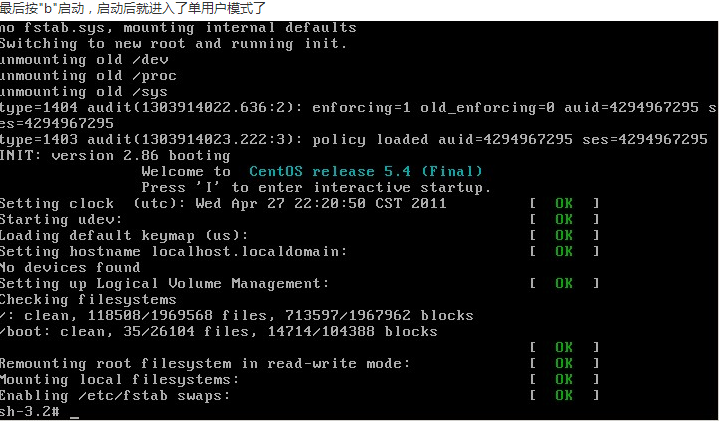 最后按"b"启动，启动后就进入了单用户模式了
no fstab.sys, mounting internal defaults
Switching to new root and running init.
unmounting old /dev
unmounting old /proc
unmounting old /sys
type=1404 audit(1303914022.636:2): enforcing=1 old_enforcing=0 auid=4294967295 s
es=4294967295
type=1403 audit(1303914023.222:3): policy loaded auid=4294967295 ses=4294967295
INIT: version 2.86 booting
Welcome to CentOS release 5.4 (Final)
Press 'I' to enter interactive startup.
Setting clock (utc): Wed Apr 27 22:20:50 CST 2011 [ OK ]
Starting udev: [ OK ]
Loading default keymap (us): [ OK ]
Setting hostname localhost.localdomain: [ OK ]
No devices found
Setting up Logical Volume Management: [ OK ]
Checking filesystems
/: clean, 118508/1969568 files, 713597/1967962 blocks
/boot: clean, 35/26104 files, 14714/104388 blocks
[ OK ]
Remounting root filesystem in read-write mode: [ OK ]
Mounting local filesystems: [ OK ]
Enabling /etc/fstab swaps: [ OK ]
sh-3.2# _